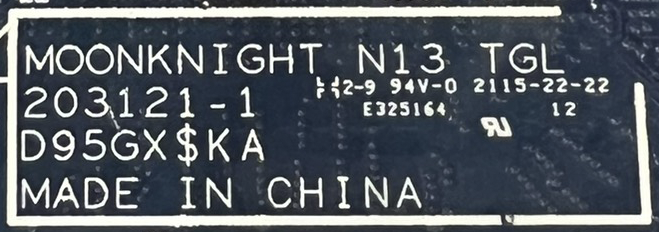 MOONKNIGHT N13 TGL
2-9 94V-0 2115-22-22
203121-1
E325164 12
D95GX$KA
MADE IN CHINA